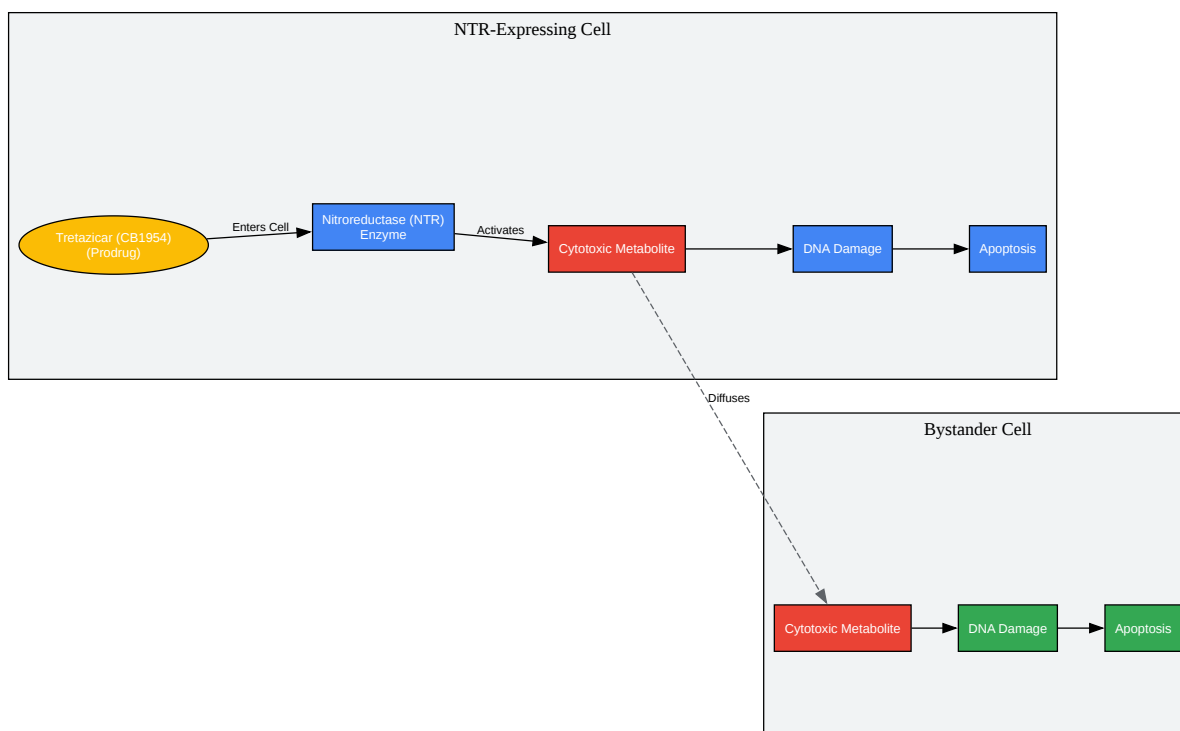 NTR-Expressing Cell
Tretazicar (CB1954)
(Prodrug)
Enters Cell
Nitroreductase (NTR)
Enzyme
Activates
Cytotoxic Metabolite
DNA Damage
Apoptosis
Diffuses
Bystander Cell
Cytotoxic Metabolite
DNA Damage
Apoptosis